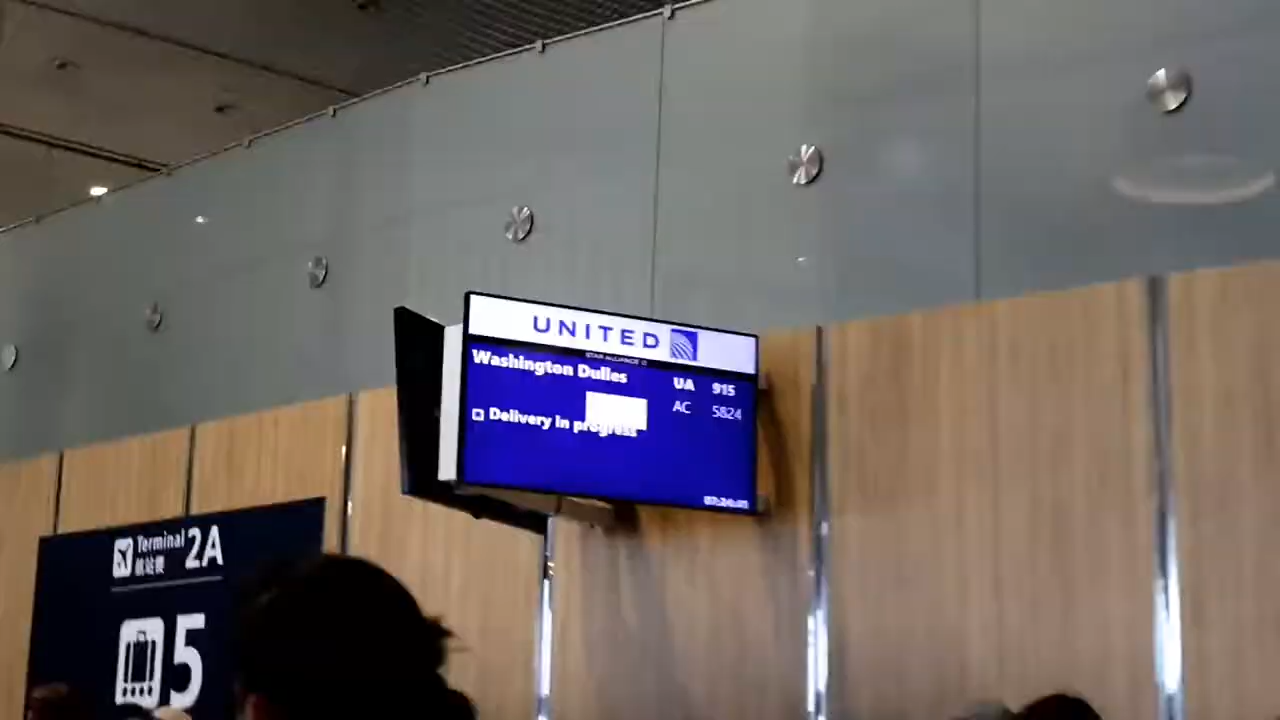 UNITED
STAR ALLIANCE
Washington Dulles
UA 915
AC 5824
Delivery in progress
Terminal 2A
航站楼
5